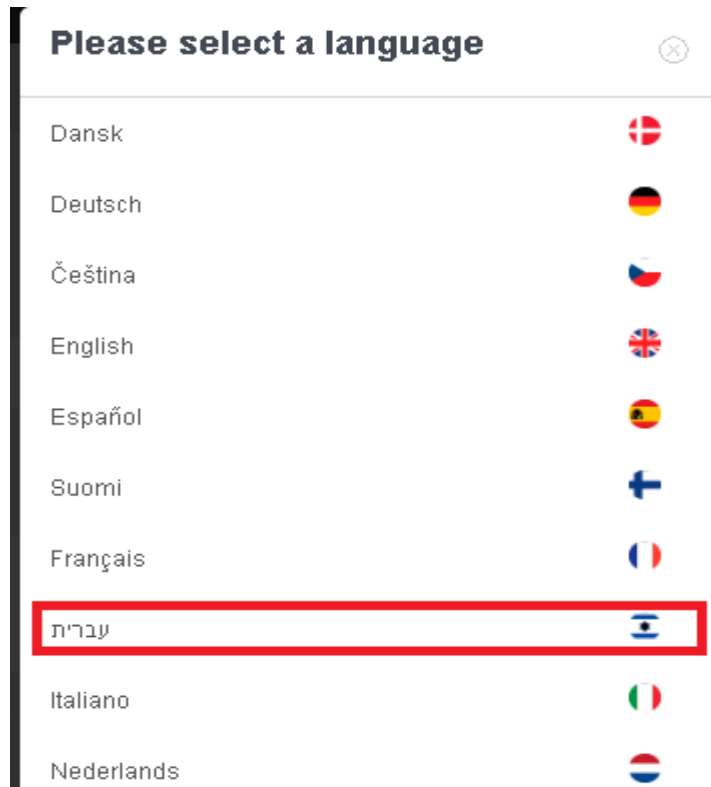 Please select a language
Dansk
Deutsch
Čeština
English
Español
Suomi
Français
עברית
Italiano
Nederlands